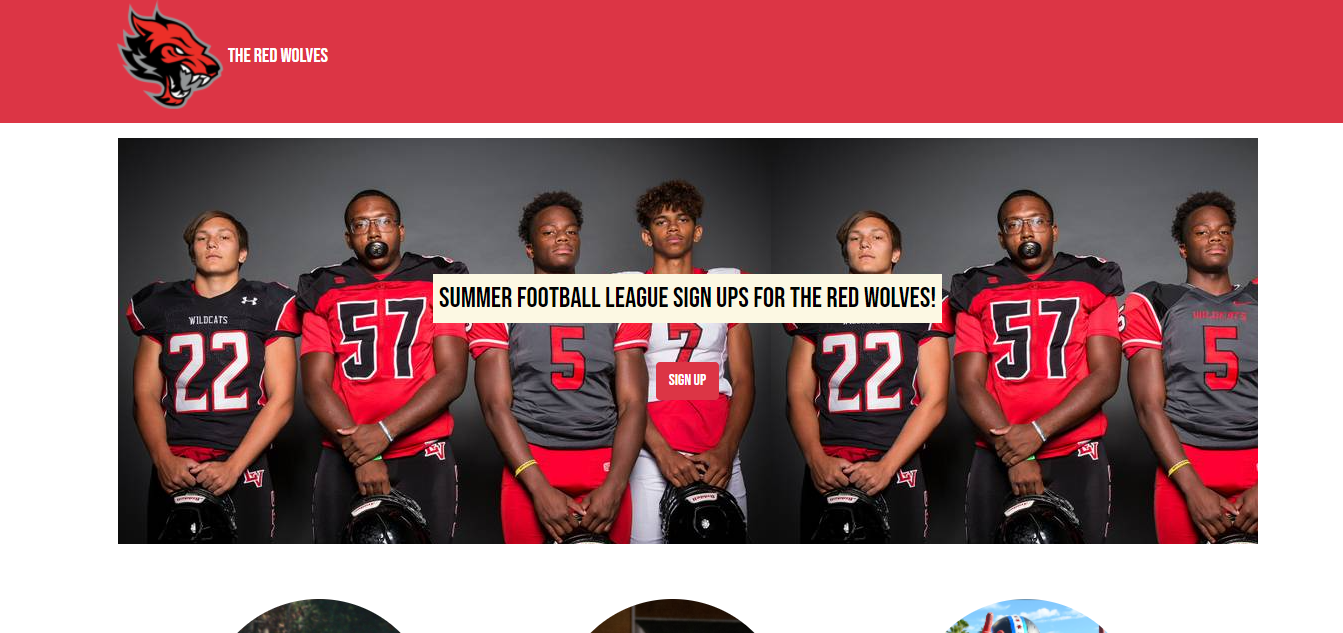 THE RED WOLVES
SUMMER FOOTBALL LEAGUE SIGN UPS FOR THE RED WOLVES!
WILDCATS
WILDCATS
22
57
5
7
22
57
5
SIGN UP